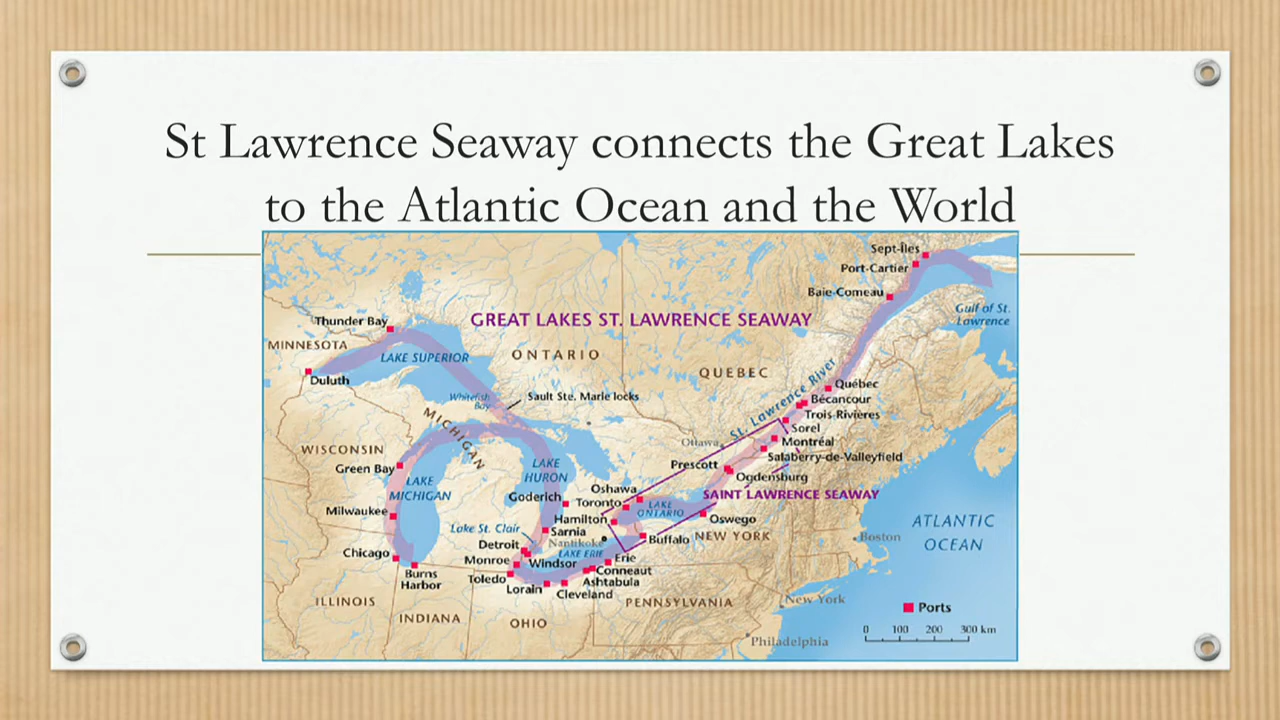 St Lawrence Seaway connects the Great Lakes
to the Atlantic Ocean and the World
Sept-Îles
Port-Cartier
Baie-Comeau
Gulf of St.
Lawrence
GREAT LAKES ST. LAWRENCE SEAWAY
Thunder Bay
MINNESOTA
LAKE SUPERIOR
ONTARIO
QUEBEC
Duluth
Whitefish
Bay
Sault Ste. Marie locks
St. Lawrence River
Québec
Bécancour
Trois-Rivières
Sorel
Montréal
Salaberry-de-Valleyfield
MICHIGAN
Ottawa
WISCONSIN
Green Bay
LAKE
MICHIGAN
LAKE
HURON
Prescott
Ogdensburg
Milwaukee
Goderich
Oshawa
Toronto
Hamilton
LAKE
ONTARIO
SAINT LAWRENCE SEAWAY
Oswego
Lake St. Clair
Sarnia
Nantikoke
Buffalo
NEW YORK
Boston
ATLANTIC
OCEAN
Chicago
Burns
Harbor
Detroit
Monroe
Toledo
Windsor
LAKE ERIE
Erie
Conneaut
Ashtabula
Lorain
Cleveland
ILLINOIS
INDIANA
OHIO
PENNSYLVANIA
New York
Philadelphia
Ports
0 100 200 300 km